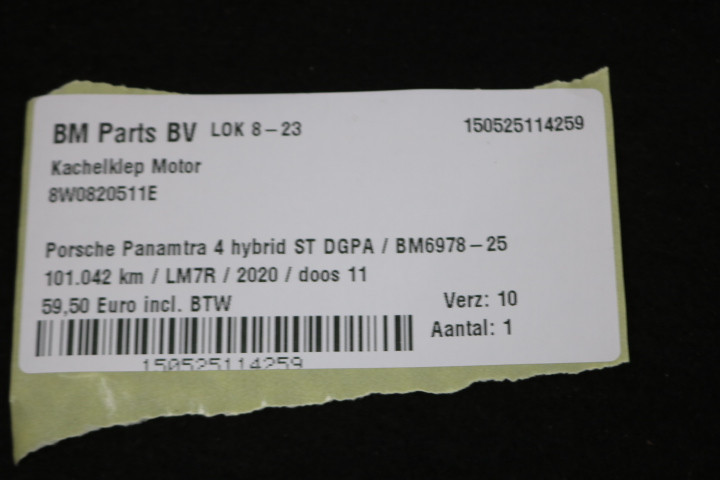 BM Parts BV LOK 8-23 150525114259
Kachelklep Motor
8W0820511E
Porsche Panamtra 4 hybrid ST DGPA / BM6978-25
101.042 km / LM7R / 2020 / doos 11
59,50 Euro incl. BTW Verz: 10
Aantal: 1
150525114259